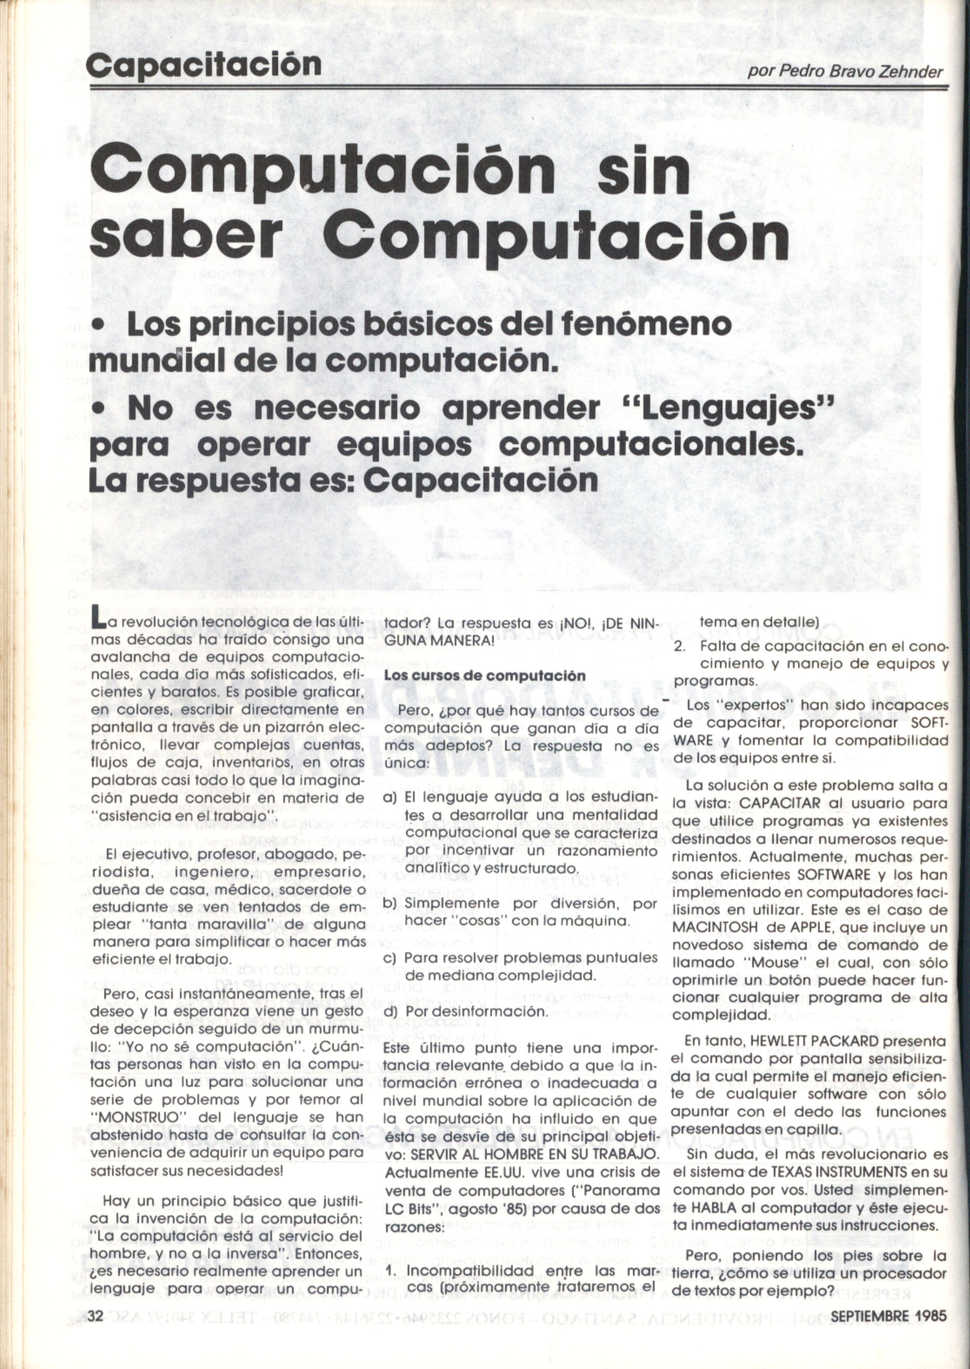 Capacitación
por Pedro Bravo Zehnder
Computación sin
saber Computación
• Los principios básicos del fenómeno
mundial de la computación.
• No es necesario aprender "Lenguajes"
para operar equipos computacionales.
La respuesta es: Capacitación
La revolución tecnológica de las últi-
mas décadas ha traído consigo una
avalancha de equipos computacio-
nales, cada día más sofisticados, efi-
cientes y baratos. Es posible graficar,
en colores, escribir directamente en
pantalla a través de un pizarrón elec-
trónico, llevar complejas cuentas,
flujos de caja, inventarios, en otras
palabras casi todo lo que la imagina-
ción pueda concebir en materia de
"asistencia en el trabajo".
El ejecutivo, profesor, abogado, pe-
riodista, ingeniero, empresario,
dueña de casa, médico, sacerdote o
estudiante se ven tentados de em-
plear "tanta maravilla" de alguna
manera para simplificar o hacer más
eficiente el trabajo.
Pero, casi instantáneamente, tras el
deseo y la esperanza viene un gesto
de decepción seguido de un murmu-
llo: "Yo no sé computación". ¿Cuán-
tas personas han visto en la compu-
tación una luz para solucionar una
serie de problemas y por temor al
"MONSTRUO" del lenguaje se han
abstenido hasta de consultar la con-
veniencia de adquirir un equipo para
satisfacer sus necesidades!
Hay un principio básico que justifi-
ca la invención de la computación:
"La computación está al servicio del
hombre, y no a la inversa". Entonces,
¿es necesario realmente aprender un
lenguaje para operar un compu-
tador? La respuesta es ¡NO!, ¡DE NIN-
GUNA MANERA!
Los cursos de computación
Pero, ¿por qué hay tantos cursos de
computación que ganan día a día
más adeptos? La respuesta no es
única:
a) El lenguaje ayuda a los estudian-
tes a desarrollar una mentalidad
computacional que se caracteriza
por incentivar un razonamiento
analítico y estructurado.
b) Simplemente por diversión, por
hacer "cosas" con la máquina.
c) Para resolver problemas puntuales
de mediana complejidad.
d) Por desinformación.
Este último punto tiene una impor-
tancia relevante debido a que la in-
formación errónea o inadecuada a
nivel mundial sobre la aplicación de
la computación ha influido en que
ésta se desvíe de su principal objeti-
vo: SERVIR AL HOMBRE EN SU TRABAJO.
Actualmente EE.UU. vive una crisis de
venta de computadores ("Panorama
LC Bits", agosto '85) por causa de dos
razones:
1. Incompatibilidad entre las mar-
cas (próximamente trataremos el
tema en detalle)
2. Falta de capacitación en el cono-
cimiento y manejo de equipos y
programas.
Los "expertos" han sido incapaces
de capacitar, proporcionar SOFT-
WARE y fomentar la compatibilidad
de los equipos entre si.
La solución a este problema salta a
la vista: CAPACITAR al usuario para
que utilice programas ya existentes
destinados a llenar numerosos reque-
rimientos. Actualmente, muchas per-
sonas eficientes SOFTWARE y los han
implementado en computadores faci-
lísimos en utilizar. Este es el caso de
MACINTOSH de APPLE, que incluye un
novedoso sistema de comando de
llamado "Mouse" el cual, con sólo
oprimirle un botón puede hacer fun-
cionar cualquier programa de alta
complejidad.
En tanto, HEWLETT PACKARD presenta
el comando por pantalla sensibiliza-
da la cual permite el manejo eficien-
te de cualquier software con sólo
apuntar con el dedo las funciones
presentadas en capilla.
Sin duda, el más revolucionario es
el sistema de TEXAS INSTRUMENTS en su
comando por vos. Usted simplemen-
te HABLA al computador y éste ejecu-
ta inmediatamente sus instrucciones.
Pero, poniendo los pies sobre la
tierra, ¿cómo se utiliza un procesador
de textos por ejemplo?
32
SEPTIEMBRE 1985